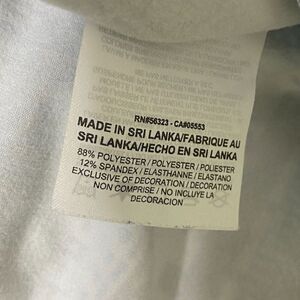 RN#56323 - CA#05553
MADE IN SRI LANKA/FABRIQUE AU
SRI LANKA/HECHO EN SRI LANKA
88% POLYESTER / POLYESTER / POLIESTER
12% SPANDEX / ELASTHANNE / ELASTANO
EXCLUSIVE OF DECORATION / DECORATION
NON COMPRISE / NO INCLUYE LA
DECORACION